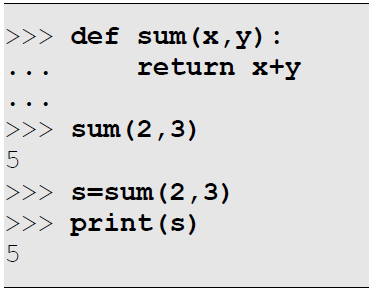 >>> def sum(x,y):
...     return x+y
...
>>> sum(2,3)
5
>>> s=sum(2,3)
>>> print(s)
5